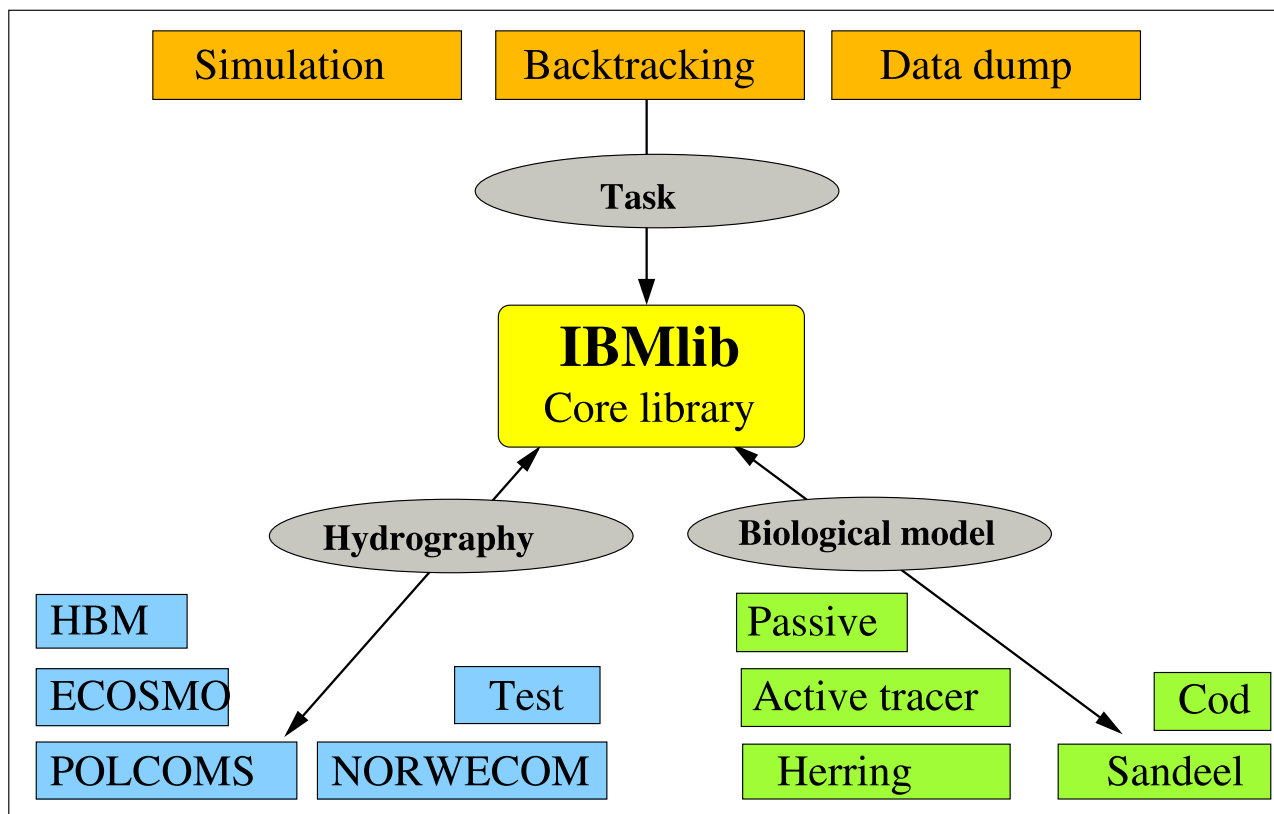 Simulation
Backtracking
Data dump
Task
IBMlib
Core library
Hydrography
Biological model
HBM
ECOSMO
Test
POLCOMS
NORWECOM
Passive
Active tracer
Cod
Herring
Sandeel